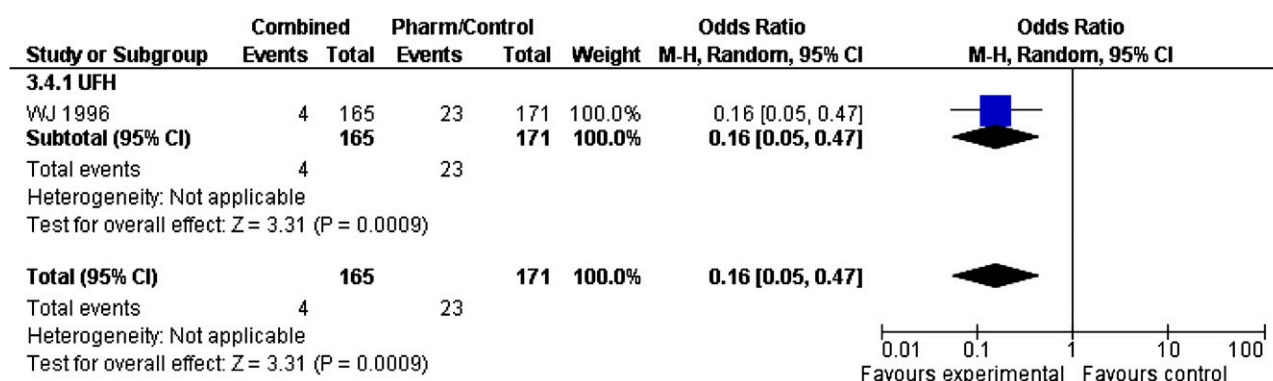 Combined Pharm/Control Odds Ratio Odds Ratio
Study or Subgroup Events Total Events Total Weight M-H, Random, 95% CI M-H, Random, 95% CI
3.4.1 UFH
WJ 1996 4 165 23 171 100.0% 0.16 [0.05, 0.47]
Subtotal (95% CI) 165 171 100.0% 0.16 [0.05, 0.47]
Total events 4 23
Heterogeneity: Not applicable
Test for overall effect: Z = 3.31 (P = 0.0009)
Total (95% CI) 165 171 100.0% 0.16 [0.05, 0.47]
Total events 4 23
Heterogeneity: Not applicable
Test for overall effect: Z = 3.31 (P = 0.0009)
0.01 0.1 1 10 100
Favours experimental Favours control